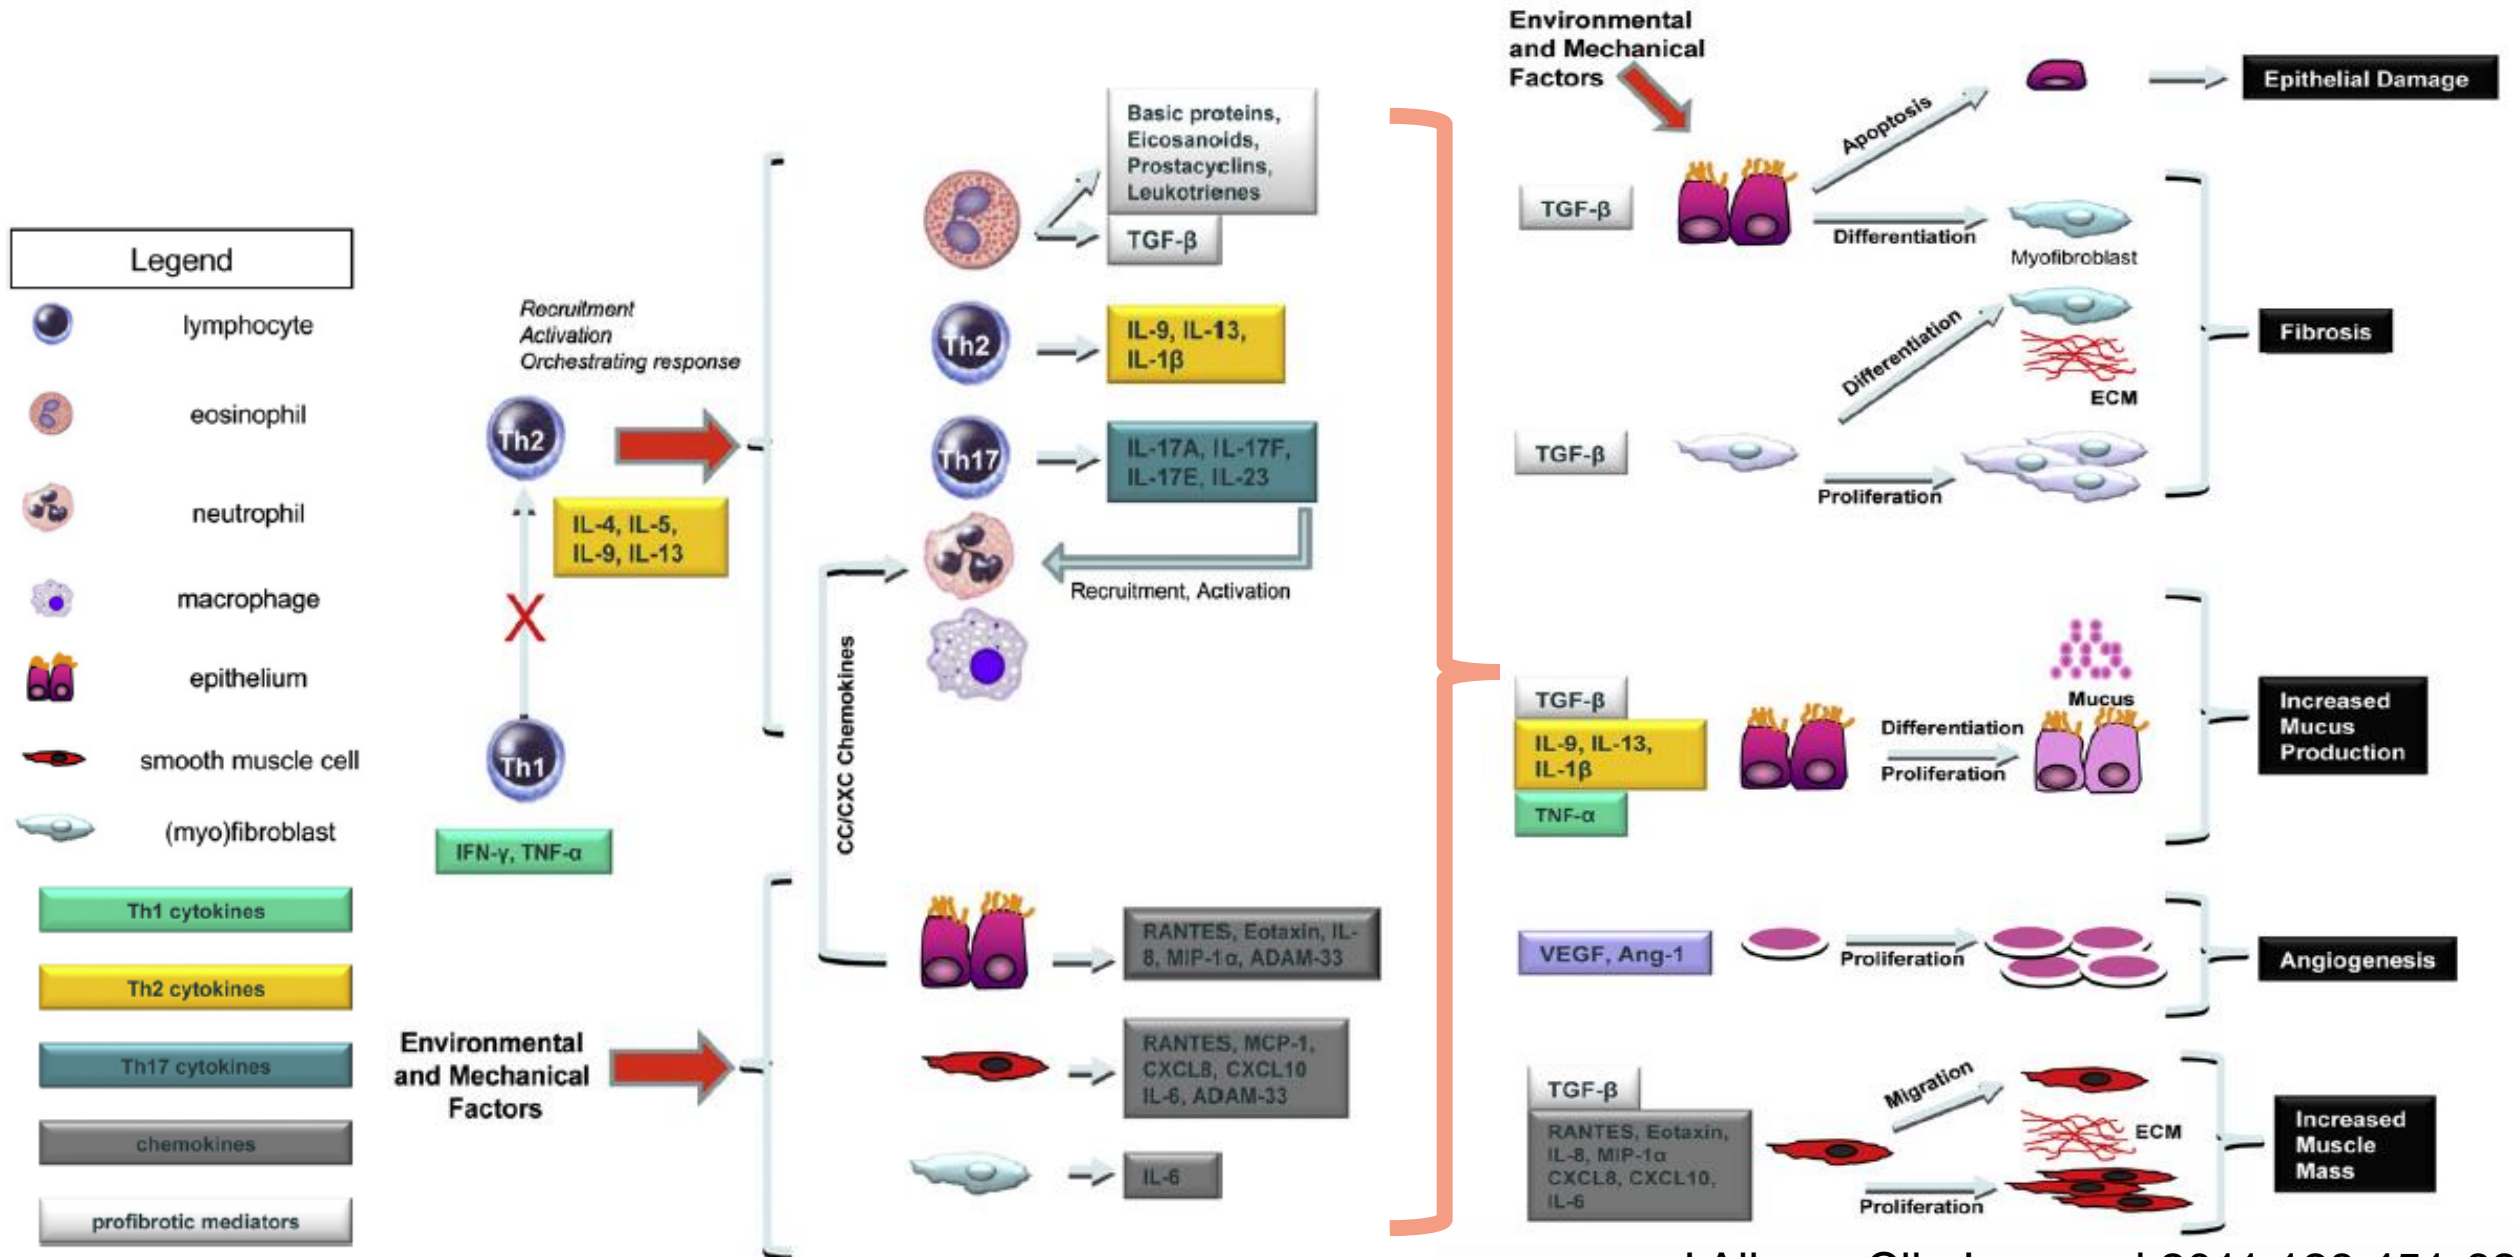 Legend
lymphocyte
eosinophil
neutrophil
macrophage
epithelium
smooth muscle cell
(myo)fibroblast
Th1 cytokines
Th2 cytokines
Th17 cytokines
chemokines
profibrotic mediators
Recruitment
Activation
Orchestrating response
Th2
IL-4, IL-5,
IL-9, IL-13
X
Th1
IFN-γ, TNF-α
Environmental
and Mechanical
Factors
Basic proteins,
Eicosanoids,
Prostacyclins,
Leukotrienes
TGF-β
Th2
IL-9, IL-13,
IL-1β
Th17
IL-17A, IL-17F,
IL-17E, IL-23
Recruitment, Activation
CC/CXC Chemokines
RANTES, Eotaxin, IL-
8, MIP-1α, ADAM-33
RANTES, MCP-1,
CXCL8, CXCL10
IL-6, ADAM-33
IL-6
Environmental
and Mechanical
Factors
TGF-β
Apoptosis
Epithelial Damage
Differentiation
Myofibroblast
Differentiation
ECM
Fibrosis
TGF-β
Proliferation
TGF-β
IL-9, IL-13,
IL-1β
TNF-α
Differentiation
Proliferation
Mucus
Increased
Mucus
Production
VEGF, Ang-1
Proliferation
Angiogenesis
TGF-β
RANTES, Eotaxin,
IL-8, MIP-1α
CXCL8, CXCL10,
IL-6
Migration
ECM
Proliferation
Increased
Muscle
Mass